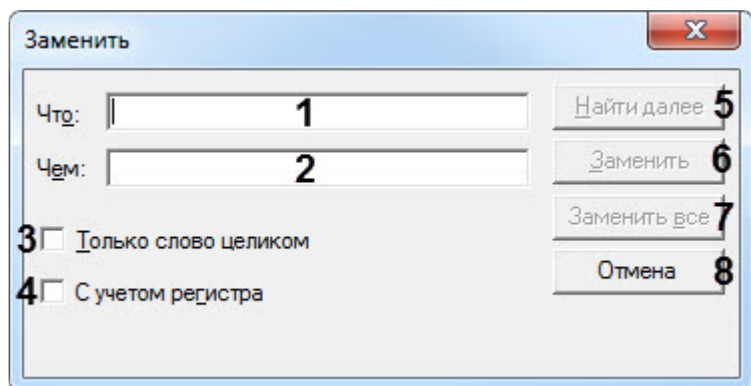 Заменить
Что: 1 Найти далее 5
Чем: 2 Заменить 6
Заменить все 7
3 Только слово целиком
Отмена 8
4 С учетом регистра